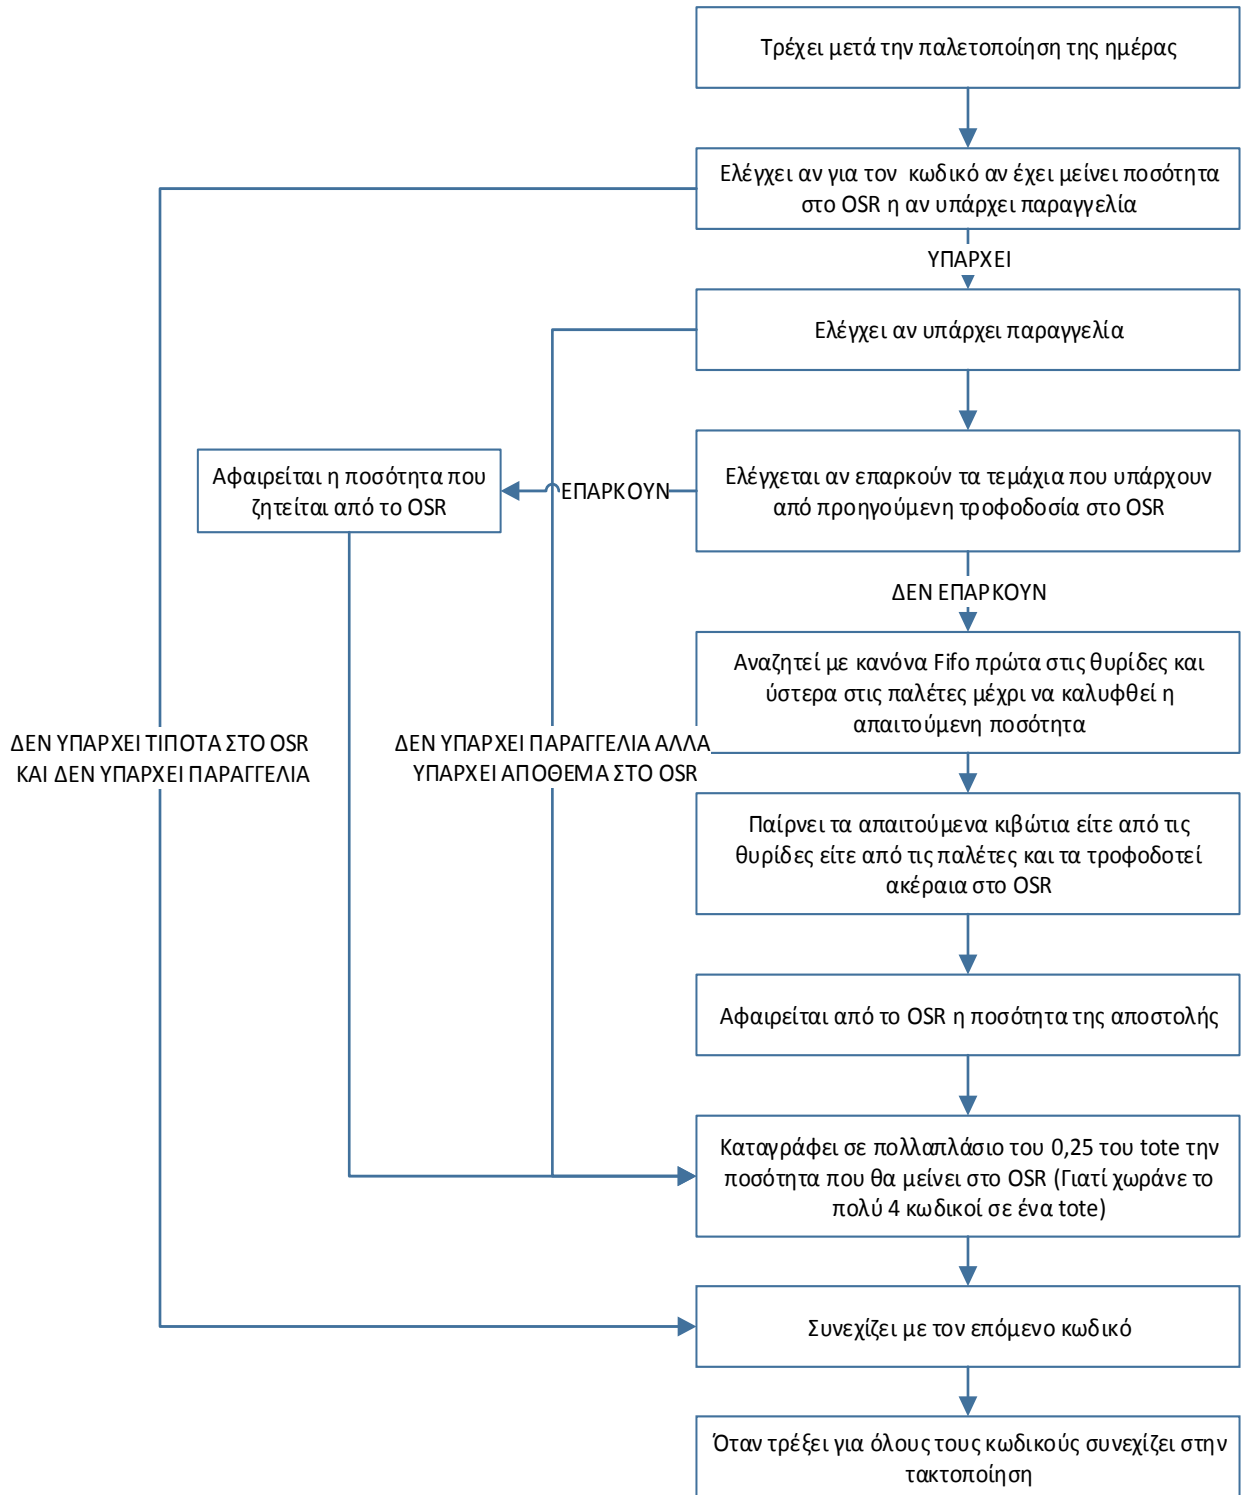 Τρέχει μετά την παλετοποίηση της ημέρας
Ελέγχει αν για τον κωδικό αν έχει μείνει ποσότητα
στο OSR η αν υπάρχει παραγγελία
ΥΠΑΡΧΕΙ
Ελέγχει αν υπάρχει παραγγελία
Αφαιρείται η ποσότητα που
ζητείται από το OSR
ΕΠΑΡΚΟΥΝ
Ελέγχεται αν επαρκούν τα τεμάχια που υπάρχουν
από προηγούμενη τροφοδοσία στο OSR
ΔΕΝ ΕΠΑΡΚΟΥΝ
Αναζητεί με κανόνα Fifo πρώτα στις θυρίδες και
ύστερα στις παλέτες μέχρι να καλυφθεί η
απαιτούμενη ποσότητα
ΔΕΝ ΥΠΑΡΧΕΙ ΤΙΠΟΤΑ ΣΤΟ OSR
ΚΑΙ ΔΕΝ ΥΠΑΡΧΕΙ ΠΑΡΑΓΓΕΛΙΑ
ΔΕΝ ΥΠΑΡΧΕΙ ΠΑΡΑΓΓΕΛΙΑ ΑΛΛΑ
ΥΠΑΡΧΕΙ ΑΠΟΘΕΜΑ ΣΤΟ OSR
Παίρνει τα απαιτούμενα κιβώτια είτε από τις
θυρίδες είτε από τις παλέτες και τα τροφοδοτεί
ακέραια στο OSR
Αφαιρείται από το OSR η ποσότητα της αποστολής
Καταγράφει σε πολλαπλάσιο του 0,25 του tote την
ποσότητα που θα μείνει στο OSR (Γιατί χωράνε το
πολύ 4 κωδικοί σε ένα tote)
Συνεχίζει με τον επόμενο κωδικό
Όταν τρέξει για όλους τους κωδικούς συνεχίζει στην
τακτοποίηση